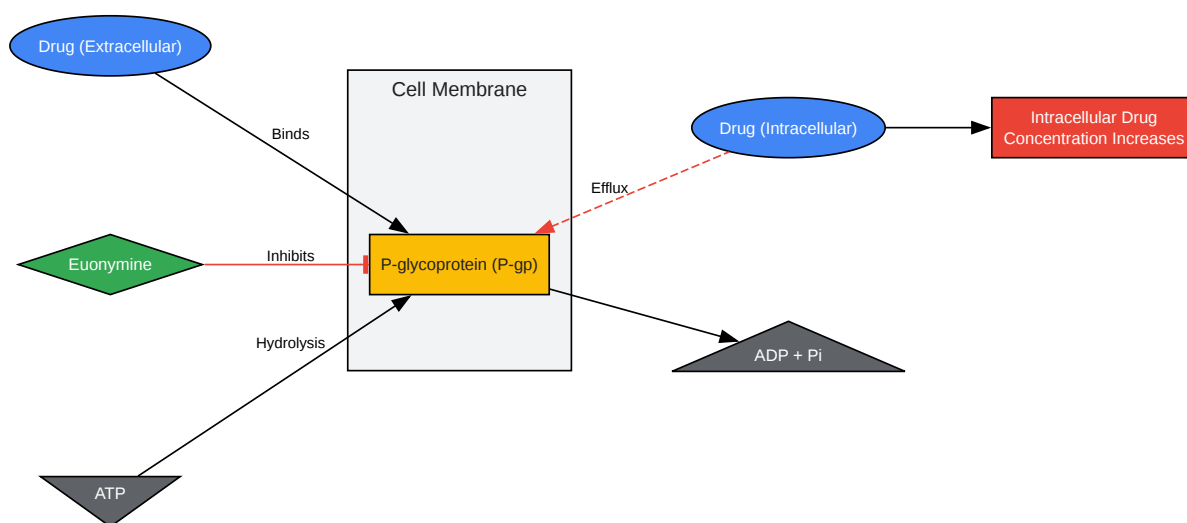 Drug (Extracellular)
Cell Membrane
Binds
Drug (Intracellular)
Intracellular Drug
Concentration Increases
Efflux
Euonymine
Inhibits
P-glycoprotein (P-gp)
Hydrolysis
ADP + Pi
ATP